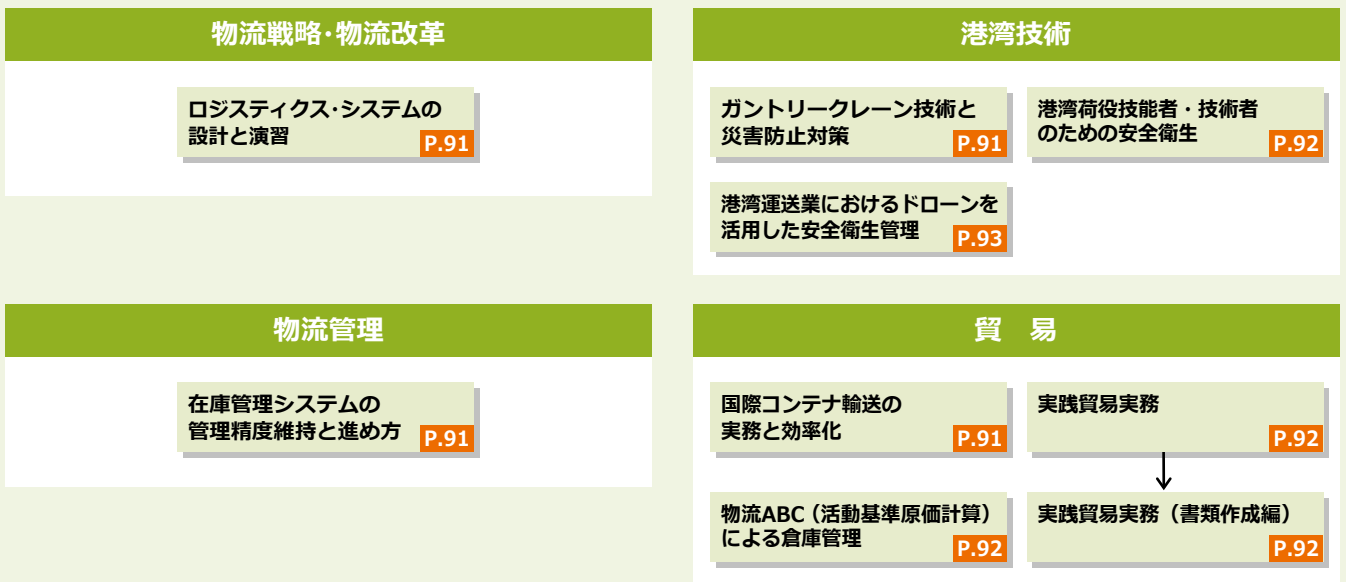 物流戦略･物流改革
ロジスティクス･システムの
設計と演習
P.91
港湾技術
ガントリークレーン技術と
災害防止対策
P.91
港湾荷役技能者・技術者
のための安全衛生
P.92
港湾運送業におけるドローンを
活用した安全衛生管理
P.93
物流管理
在庫管理システムの
管理精度維持と進め方
P.91
貿　易
国際コンテナ輸送の
実務と効率化
P.91
実践貿易実務
P.92
物流ABC（活動基準原価計算）
による倉庫管理
P.92
実践貿易実務（書類作成編）
P.92